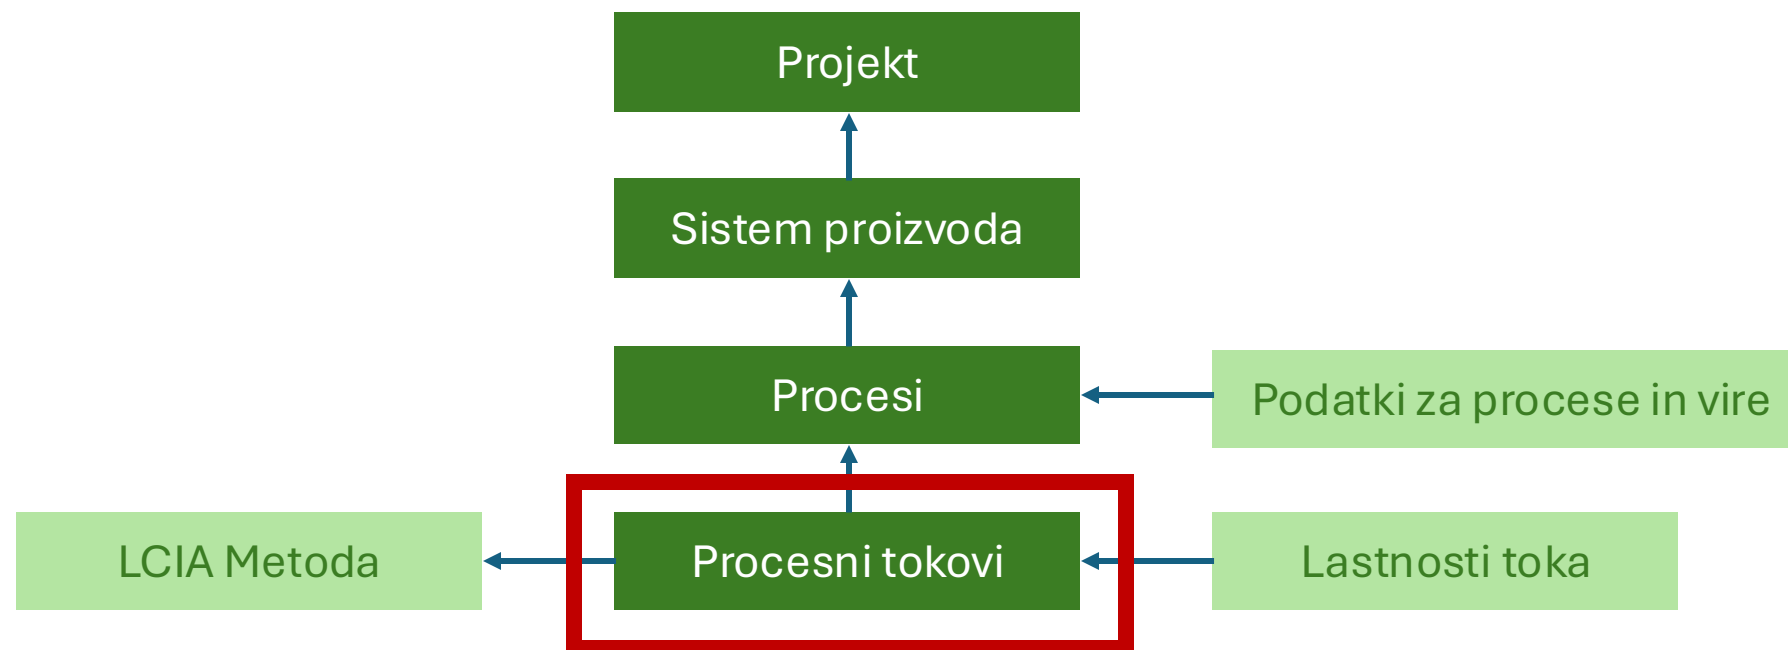 Projekt
Sistem proizvoda
Procesi
Podatki za procese in vire
LCIA Metoda
Procesni tokovi
Lastnosti toka